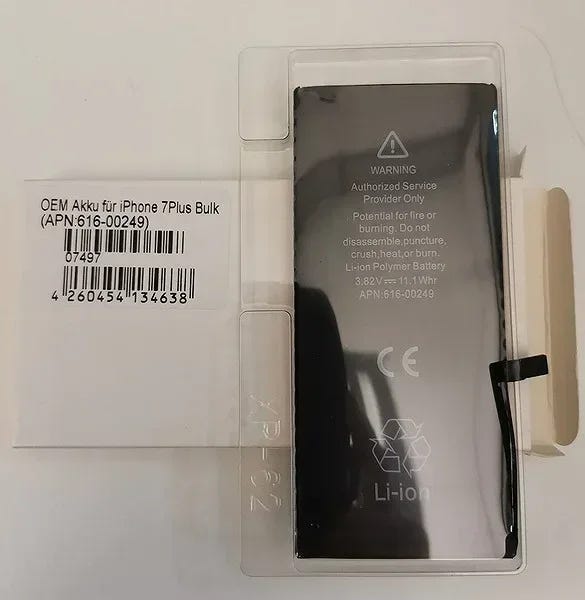 OEM Akku für iPhone 7Plus Bulk
(APN:616-00249)
07497
4 260454 134638
WARNING
Authorized Service
Provider Only
Potential for fire or
burning. Do not
disassemble,puncture,
crush,heat,or burn.
Li-ion Polymer Battery
3.82V⎓11.1Whr
APN:616-00249
CE
Li-ion
XP-62